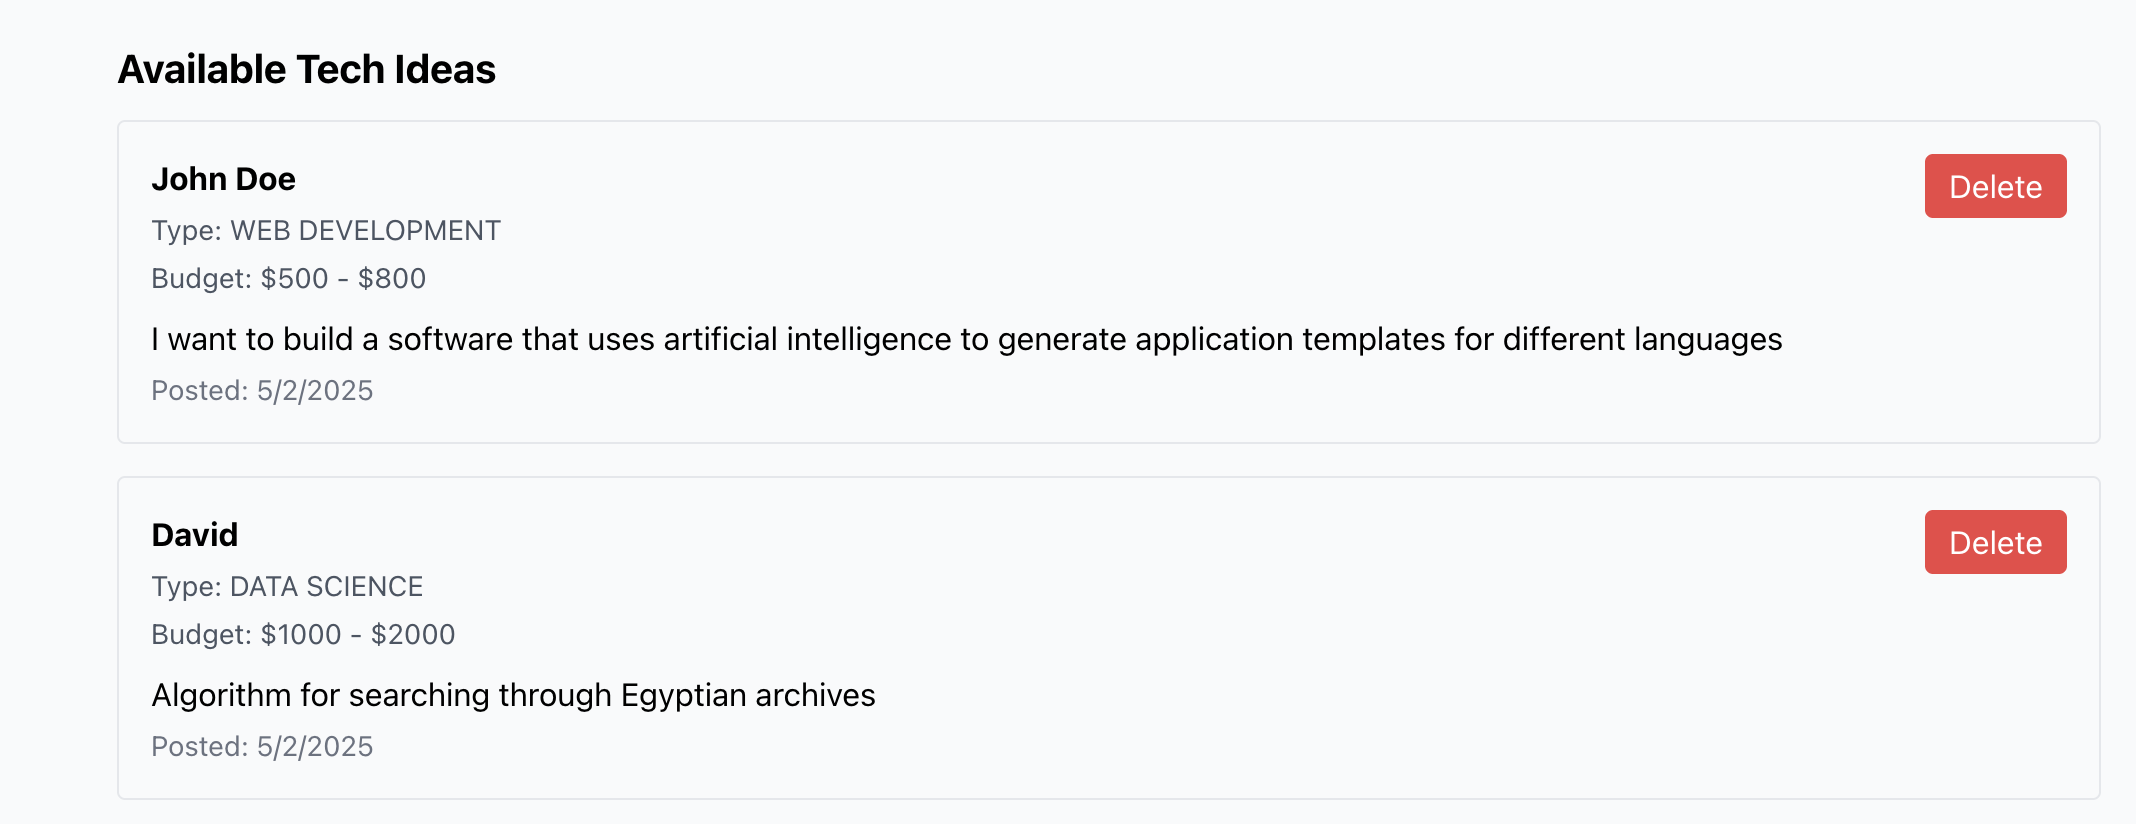 Available Tech Ideas
John Doe
Delete
Type: WEB DEVELOPMENT
Budget: $500 - $800
I want to build a software that uses artificial intelligence to generate application templates for different languages
Posted: 5/2/2025
David
Delete
Type: DATA SCIENCE
Budget: $1000 - $2000
Algorithm for searching through Egyptian archives
Posted: 5/2/2025